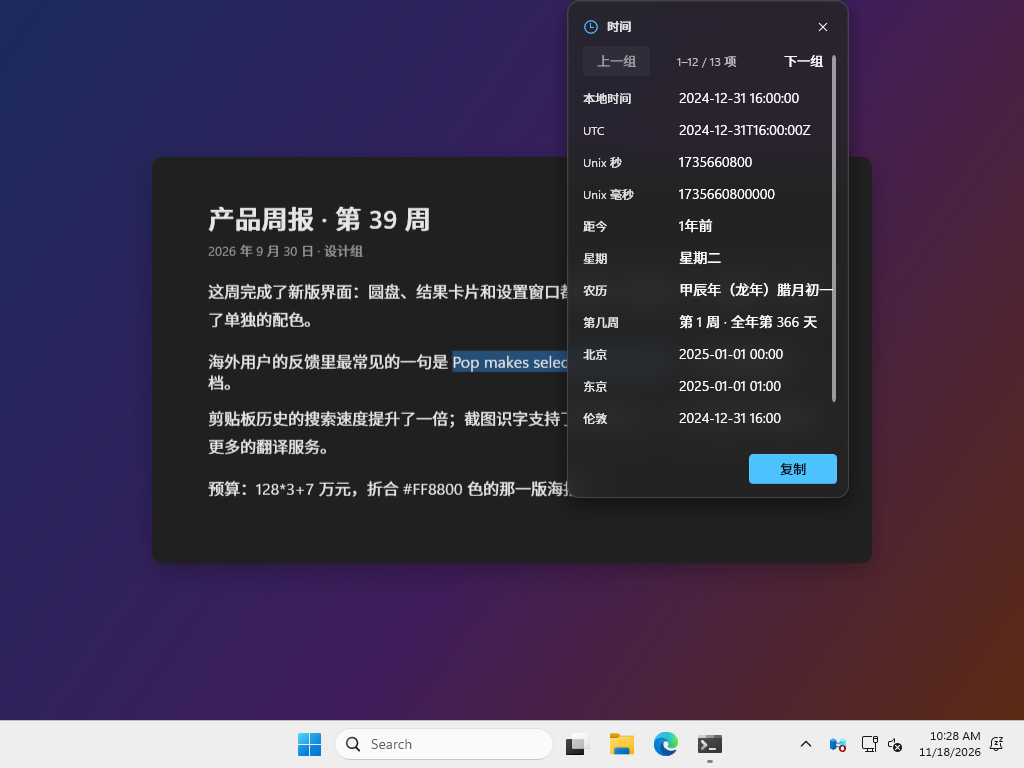 时间
上一组 1–12 / 13 项 下一组
本地时间 2024-12-31 16:00:00
UTC 2024-12-31T16:00:00Z
Unix 秒 1735660800
Unix 毫秒 1735660800000
距今 1年前
星期 星期二
农历 甲辰年（龙年）腊月初一
第几周 第 1 周 · 全年第 366 天
北京 2025-01-01 00:00
东京 2025-01-01 01:00
伦敦 2024-12-31 16:00
复制
产品周报 · 第 39 周
2026 年 9 月 30 日 · 设计组
这周完成了新版界面：圆盘、结果卡片和设置窗口
了单独的配色。
海外用户的反馈里最常见的一句是 Pop makes
档。
剪贴板历史的搜索速度提升了一倍；截图识字支持了
更多的翻译服务。
预算：128*3+7 万元，折合 #FF8800 色的那一版海报
Search
10:28 AM
11/18/2026